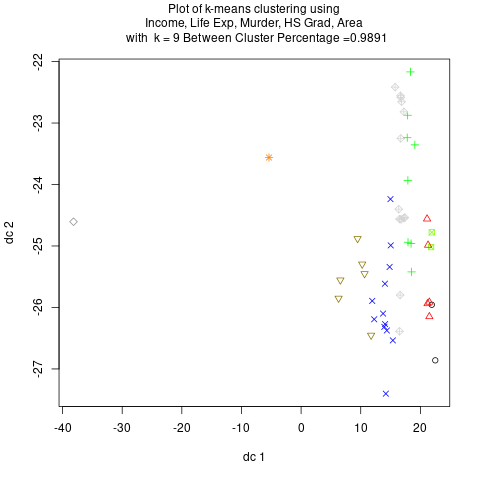 Plot of k-means clustering using
Income, Life Exp, Murder, HS Grad, Area
with k = 9 Between Cluster Percentage =0.9891
-22
-23
-24
-25
-26
-27
dc 2
-40 -30 -20 -10 0 10 20
dc 1